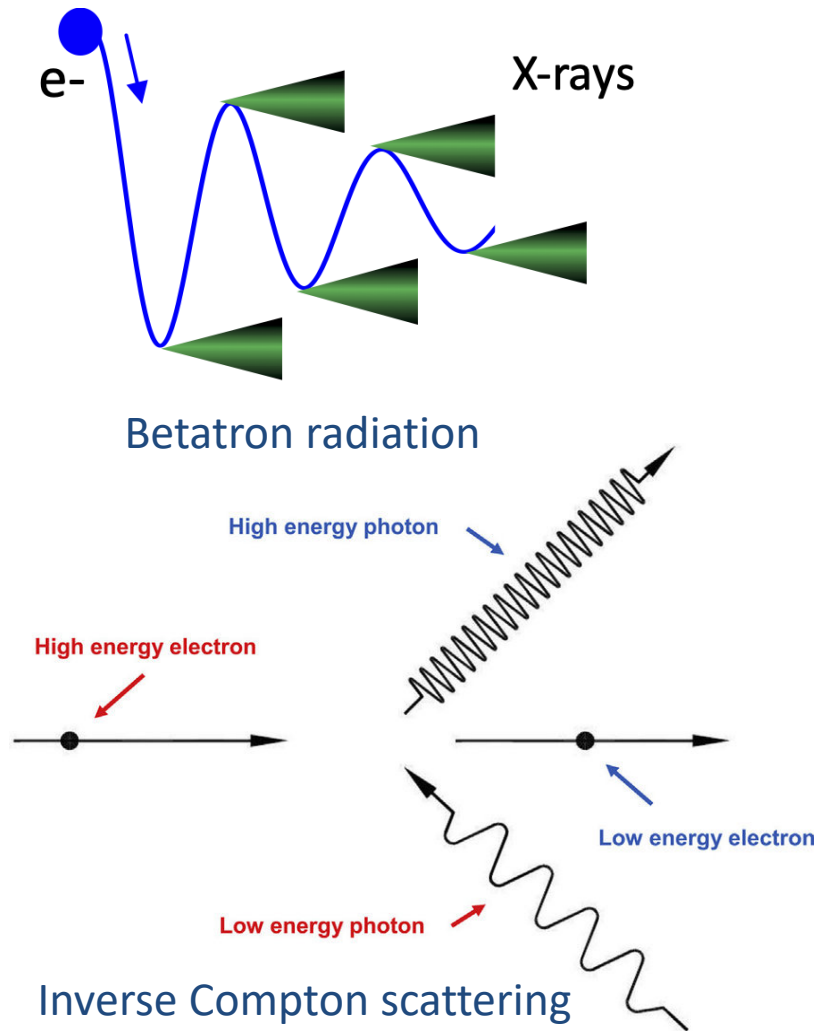 e-
X-rays
Betatron radiation
High energy photon
High energy electron
Low energy electron
Low energy photon
Inverse Compton scattering